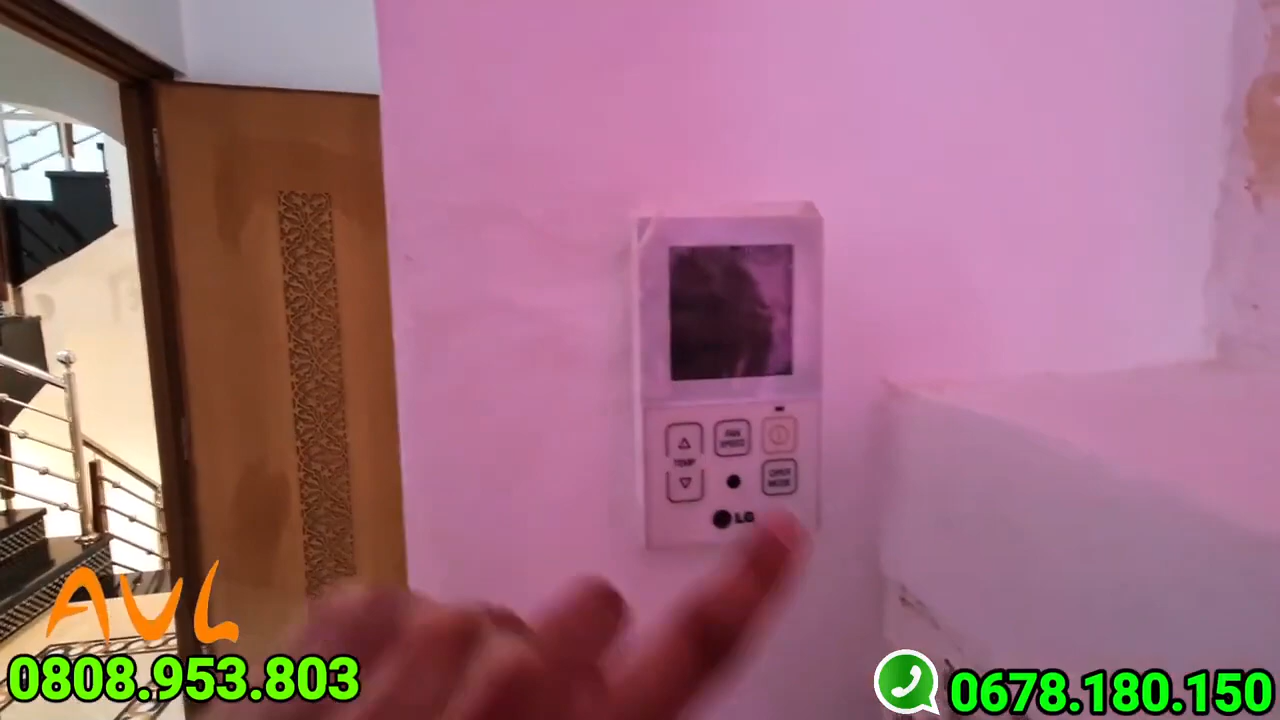 FAN
SPEED
TEMP
OPER
MODE
LG
AVL
0808.953.803
0678.180.150